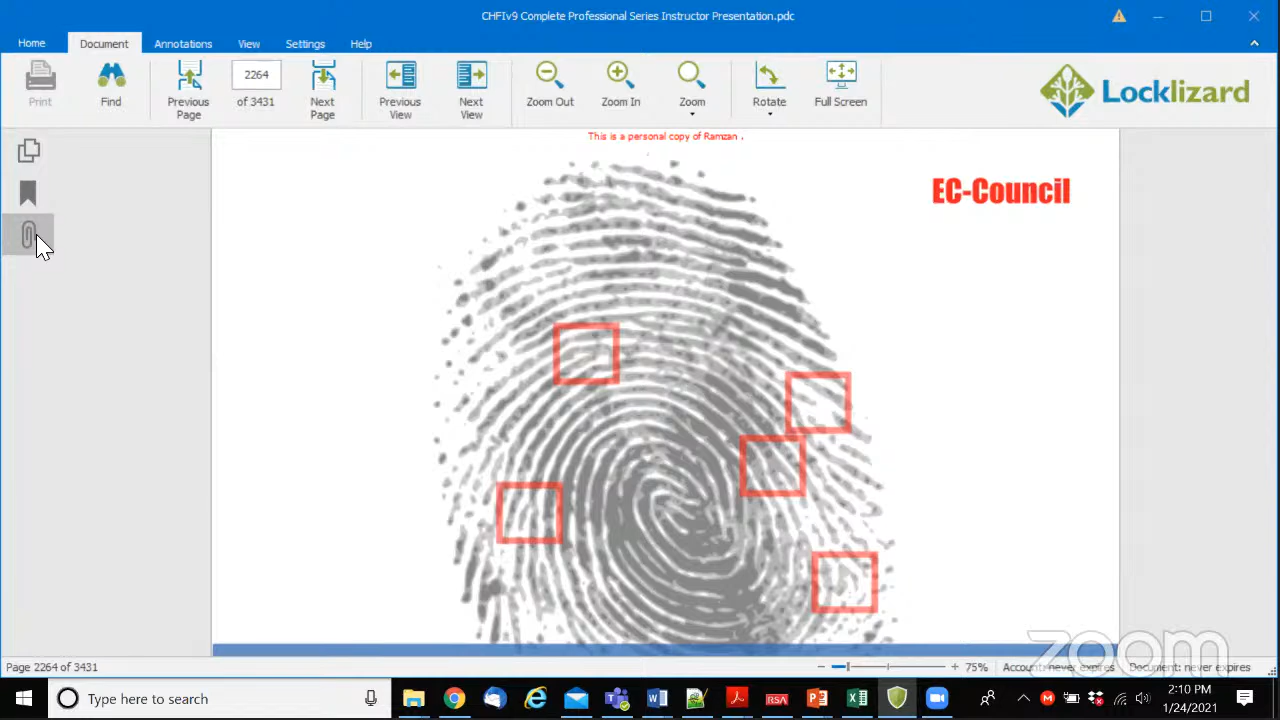 CHFIv9 Complete Professional Series Instructor Presentation.pdc
Home Document Annotations View Settings Help
Print Find Previous Page 2264 of 3431 Next Page Previous View Next View Zoom Out Zoom In Zoom Rotate Full Screen
Locklizard
This is a personal copy of Ramzan .
EC-Council
zoom
Page 2264 of 3431 75% Account: never expires Document: never expires
Type here to search
RSA
2:10 PM
1/24/2021